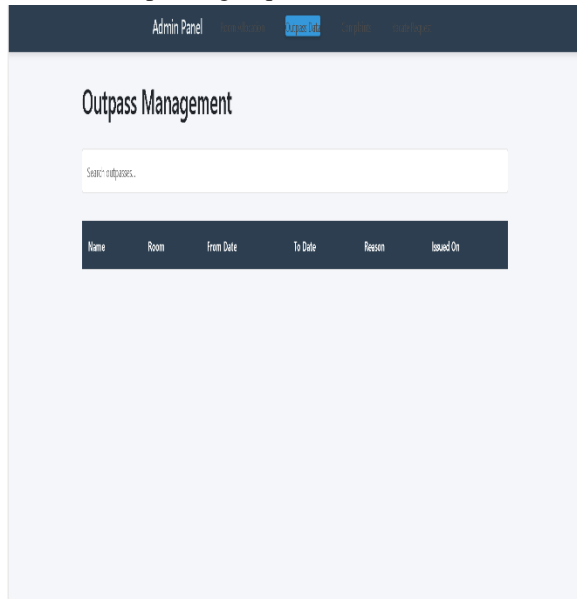 Admin Panel Outpass Data
Outpass Management
Search outpasses...
Name Room From Date To Date Reason Issued On